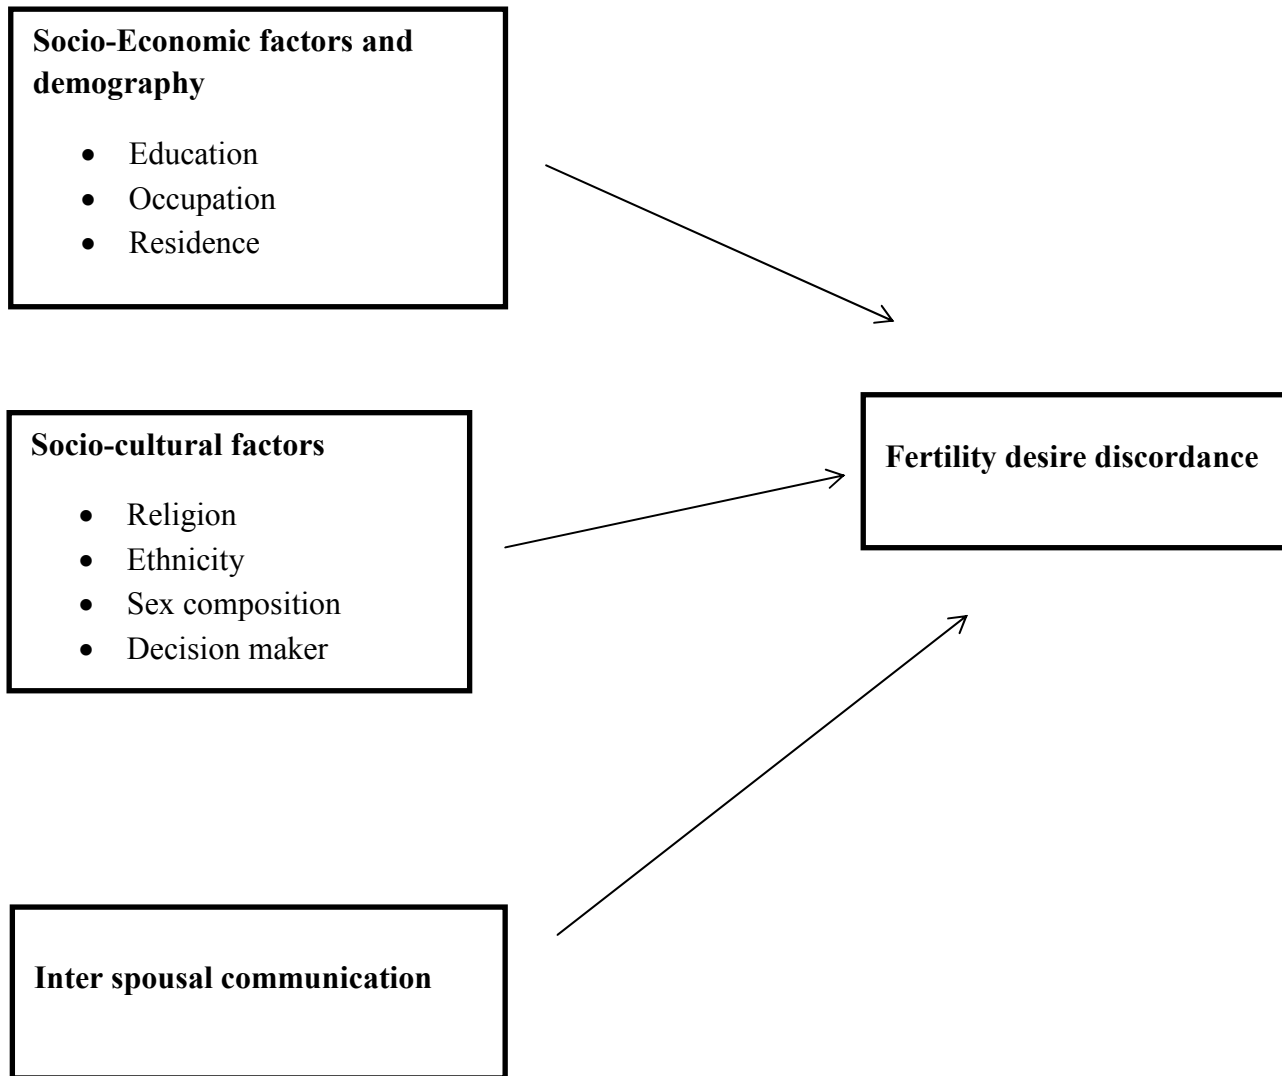 Socio-Economic factors and
demography
• Education
• Occupation
• Residence
Socio-cultural factors
• Religion
• Ethnicity
• Sex composition
• Decision maker
Fertility desire discordance
Inter spousal communication